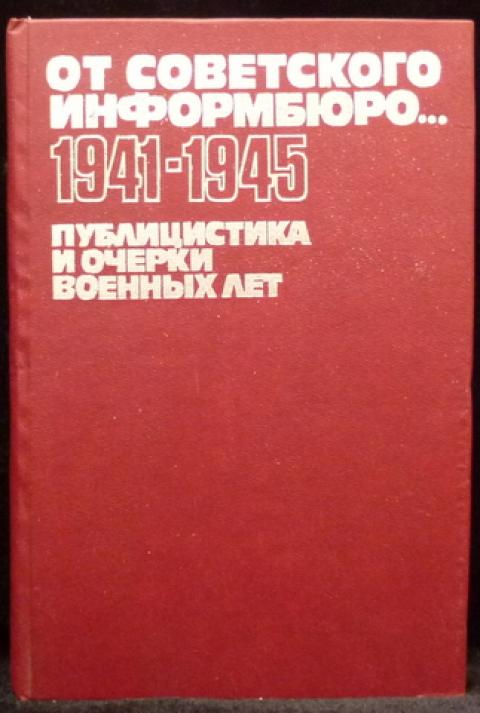 ОТ СОВЕТСКОГО
ИНФОРМБЮРО...
1941-1945
ПУБЛИЦИСТИКА
И ОЧЕРКИ
ВОЕННЫХ ЛЕТ